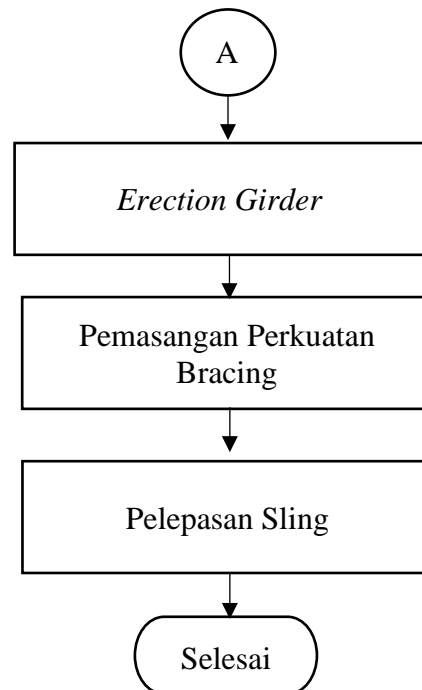 A
Erection Girder
Pemasangan Perkuatan
Bracing
Pelepasan Sling
Selesai